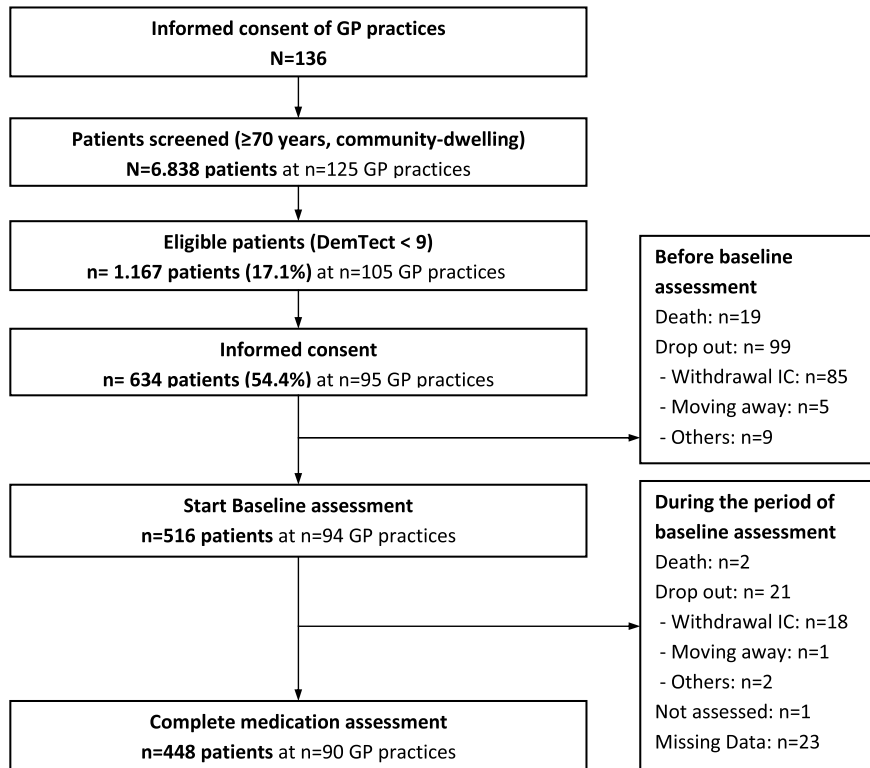 Informed consent of GP practices
N=136
Patients screened (≥70 years, community-dwelling)
N=6.838 patients at n=125 GP practices
Eligible patients (DemTect < 9)
n= 1.167 patients (17.1%) at n=105 GP practices
Informed consent
n= 634 patients (54.4%) at n=95 GP practices
Before baseline
assessment
Death: n=19
Drop out: n= 99
- Withdrawal IC: n=85
- Moving away: n=5
- Others: n=9
Start Baseline assessment
n=516 patients at n=94 GP practices
During the period of
baseline assessment
Death: n=2
Drop out: n= 21
- Withdrawal IC: n=18
- Moving away: n=1
- Others: n=2
Not assessed: n=1
Missing Data: n=23
Complete medication assessment
n=448 patients at n=90 GP practices